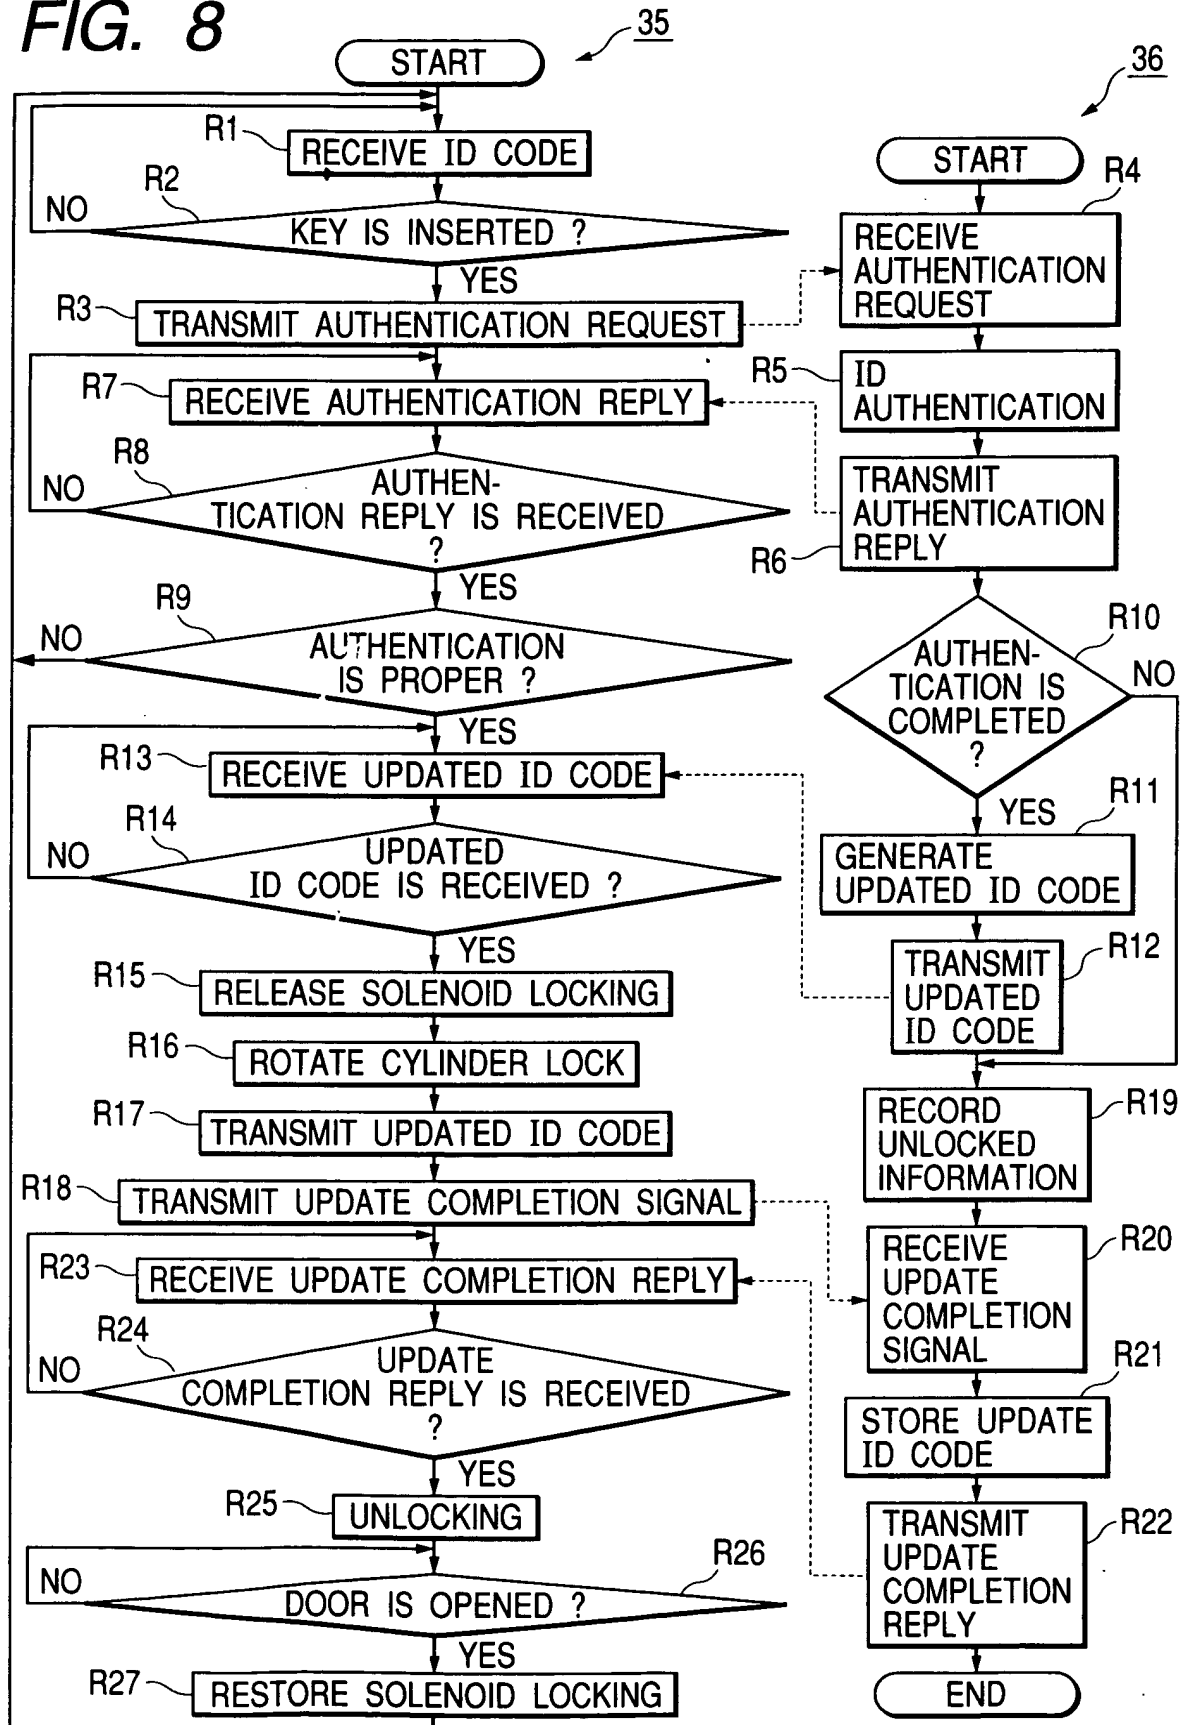 FIG. 8
35
START
R1
RECEIVE ID CODE
R2
NO
KEY IS INSERTED ?
YES
R3
TRANSMIT AUTHENTICATION REQUEST
R7
RECEIVE AUTHENTICATION REPLY
R8
NO
AUTHEN-
TICATION REPLY IS RECEIVED
?
YES
R9
NO
AUTHENTICATION
IS PROPER ?
YES
R13
RECEIVE UPDATED ID CODE
R14
NO
UPDATED
ID CODE IS RECEIVED ?
YES
R15
RELEASE SOLENOID LOCKING
R16
ROTATE CYLINDER LOCK
R17
TRANSMIT UPDATED ID CODE
R18
TRANSMIT UPDATE COMPLETION SIGNAL
R23
RECEIVE UPDATE COMPLETION REPLY
R24
NO
UPDATE
COMPLETION REPLY IS RECEIVED
?
YES
R25
UNLOCKING
R26
NO
DOOR IS OPENED ?
YES
R27
RESTORE SOLENOID LOCKING
36
START
R4
RECEIVE
AUTHENTICATION
REQUEST
R5
ID
AUTHENTICATION
TRANSMIT
AUTHENTICATION
REPLY
R6
R10
AUTHEN-
TICATION IS
COMPLETED
?
NO
YES
R11
GENERATE
UPDATED ID CODE
R12
TRANSMIT
UPDATED
ID CODE
R19
RECORD
UNLOCKED
INFORMATION
R20
RECEIVE
UPDATE
COMPLETION
SIGNAL
R21
STORE UPDATE
ID CODE
R22
TRANSMIT
UPDATE
COMPLETION
REPLY
END